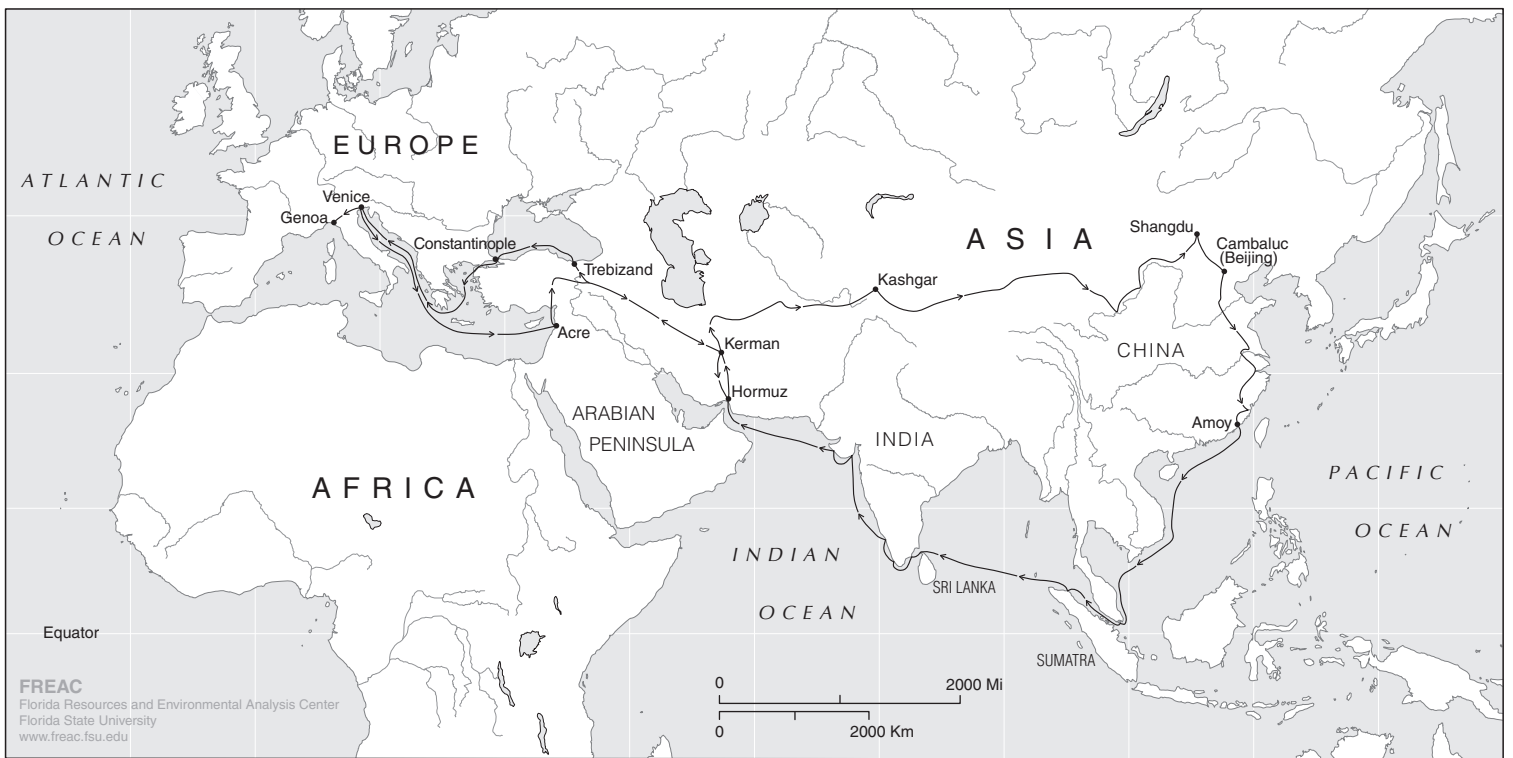 EUROPE
ATLANTIC
OCEAN
Venice
Genoa
Constantinople
Trebizand
Acre
ASIA
Shangdu
Cambaluc
(Beijing)
Kashgar
Kerman
Hormuz
CHINA
ARABIAN
PENINSULA
INDIA
Amoy
AFRICA
PACIFIC
OCEAN
INDIAN
OCEAN
SRI LANKA
SUMATRA
Equator
FREAC
Florida Resources and Environmental Analysis Center
Florida State University
www.freac.fsu.edu
0
2000 Mi
0
2000 Km